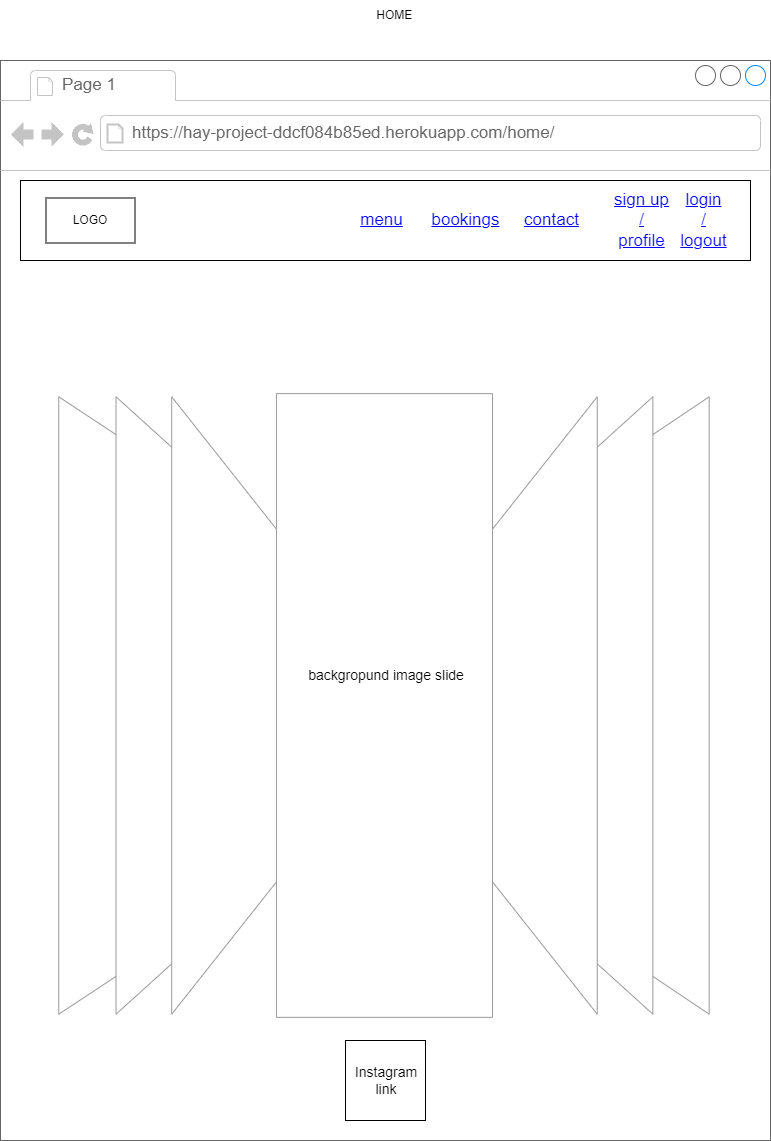 HOME
Page 1
https://hay-project-ddcf084b85ed.herokuapp.com/home/
LOGO
menu
bookings
contact
sign up
/
profile
login
/
logout
backgropund image slide
Instagram
link